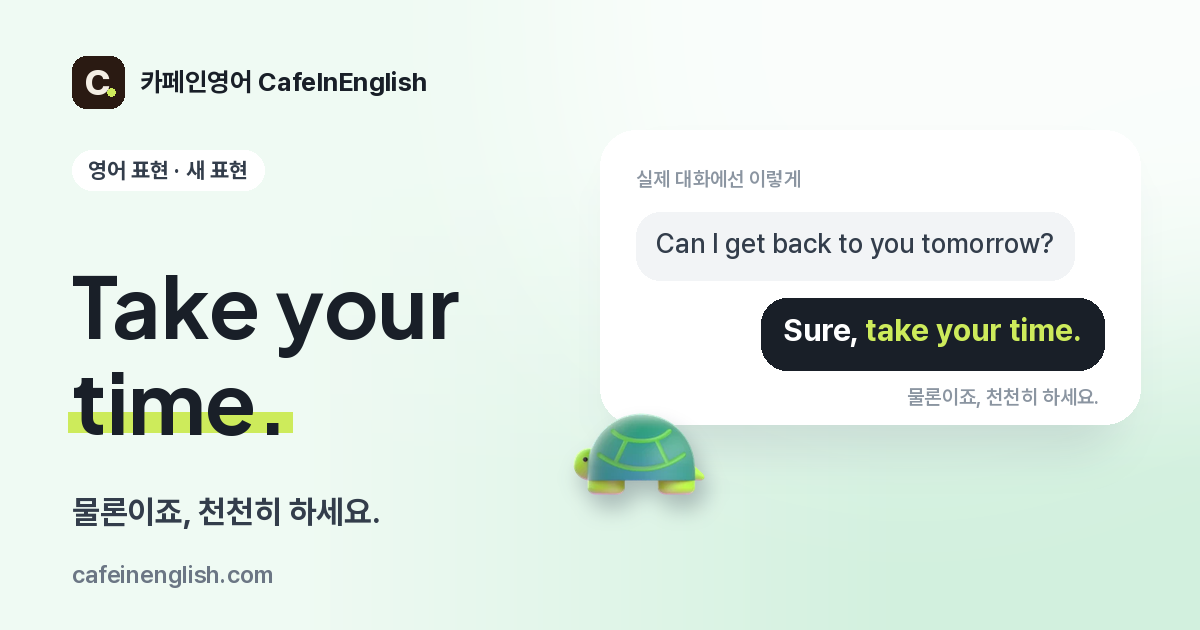 C
카페인영어 CafeInEnglish
영어 표현 · 새 표현
Take your
time.
물론이죠, 천천히 하세요.
cafeinenglish.com
실제 대화에선 이렇게
Can I get back to you tomorrow?
Sure, take your time.
물론이죠, 천천히 하세요.